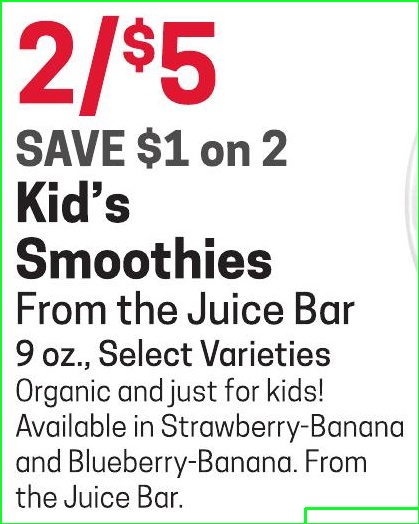 2/$5
SAVE $1 on 2
Kid's
Smoothies
From the Juice Bar
9 oz., Select Varieties
Organic and just for kids!
Available in Strawberry-Banana
and Blueberry-Banana. From
the Juice Bar.